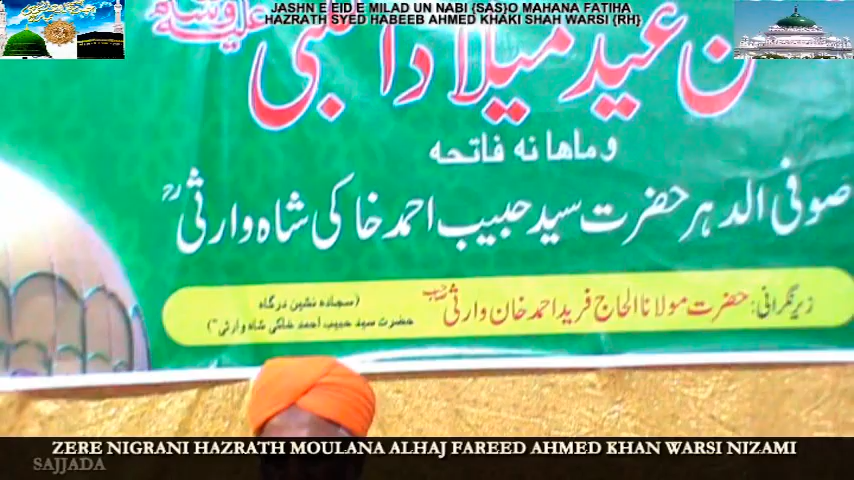 JASHN E EID E MILAD UN NABI {SAS}O MAHANA FATIHA
HAZRATH SYED HABEEB AHMED KHAKI SHAH WARSI {RH}
ن عید میلاد النبی
وماہانہ فاتحہ
صوفی الدہر حضرت سید حبیب احمد خاکی شاہ وارثی رح
زیر نگرانی: حضرت مولانا الحاج فرید احمد خان وارثی صاحب
(سجادہ نشین درگاہ
حضرت سید حبیب احمد خاکی شاہ وارثی)
ZERE NIGRANI HAZRATH MOULANA ALHAJ FAREED AHMED KHAN WARSI NIZAMI
SAJJADA